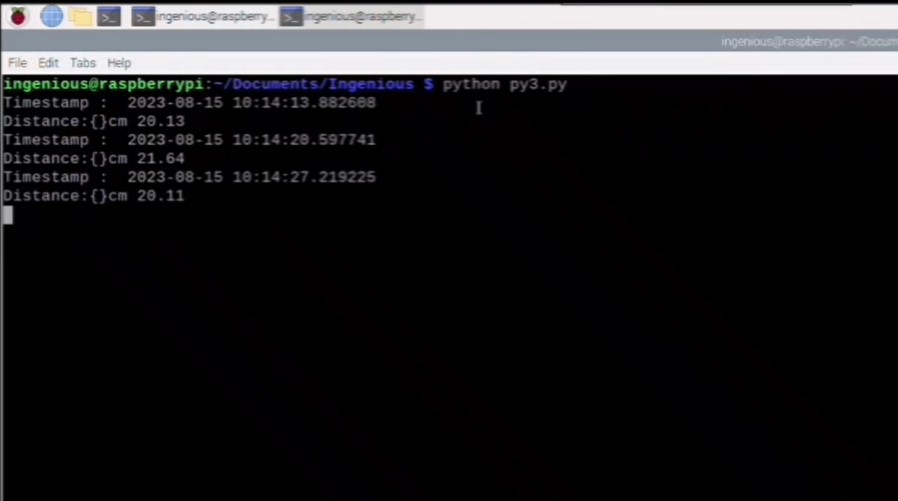 ingenious@raspberry...
ingenious@raspberry...
ingenious@raspberrypi: ~/Docum
File Edit Tabs Help
ingenious@raspberrypi:~/Documents/Ingenious $ python py3.py
Timestamp :  2023-08-15 10:14:13.882608
Distance:{}cm 20.13
Timestamp :  2023-08-15 10:14:20.597741
Distance:{}cm 21.64
Timestamp :  2023-08-15 10:14:27.219225
Distance:{}cm 20.11